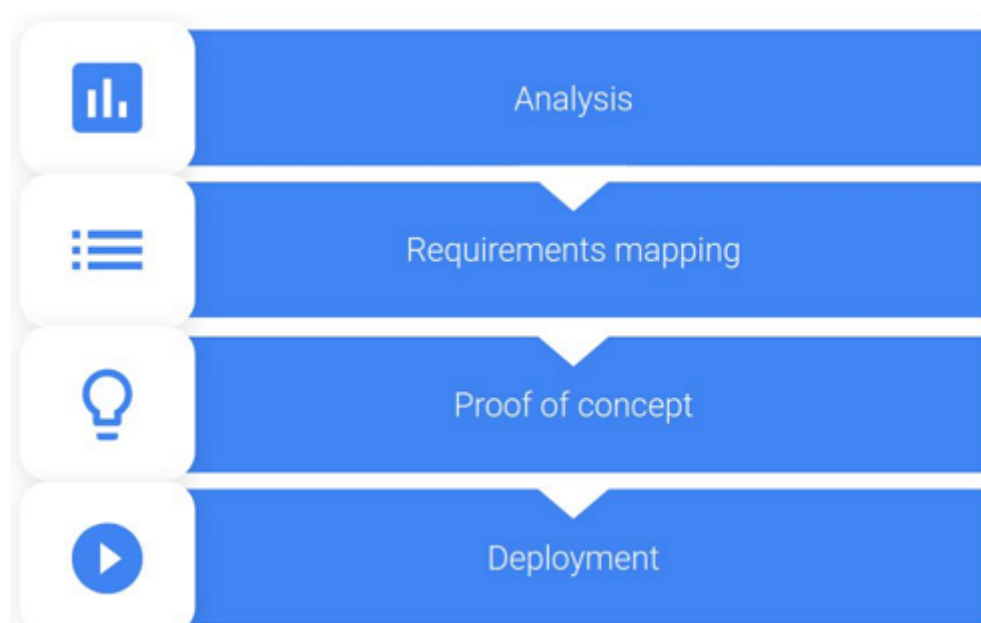 Analysis
Requirements mapping
Proof of concept
Deployment